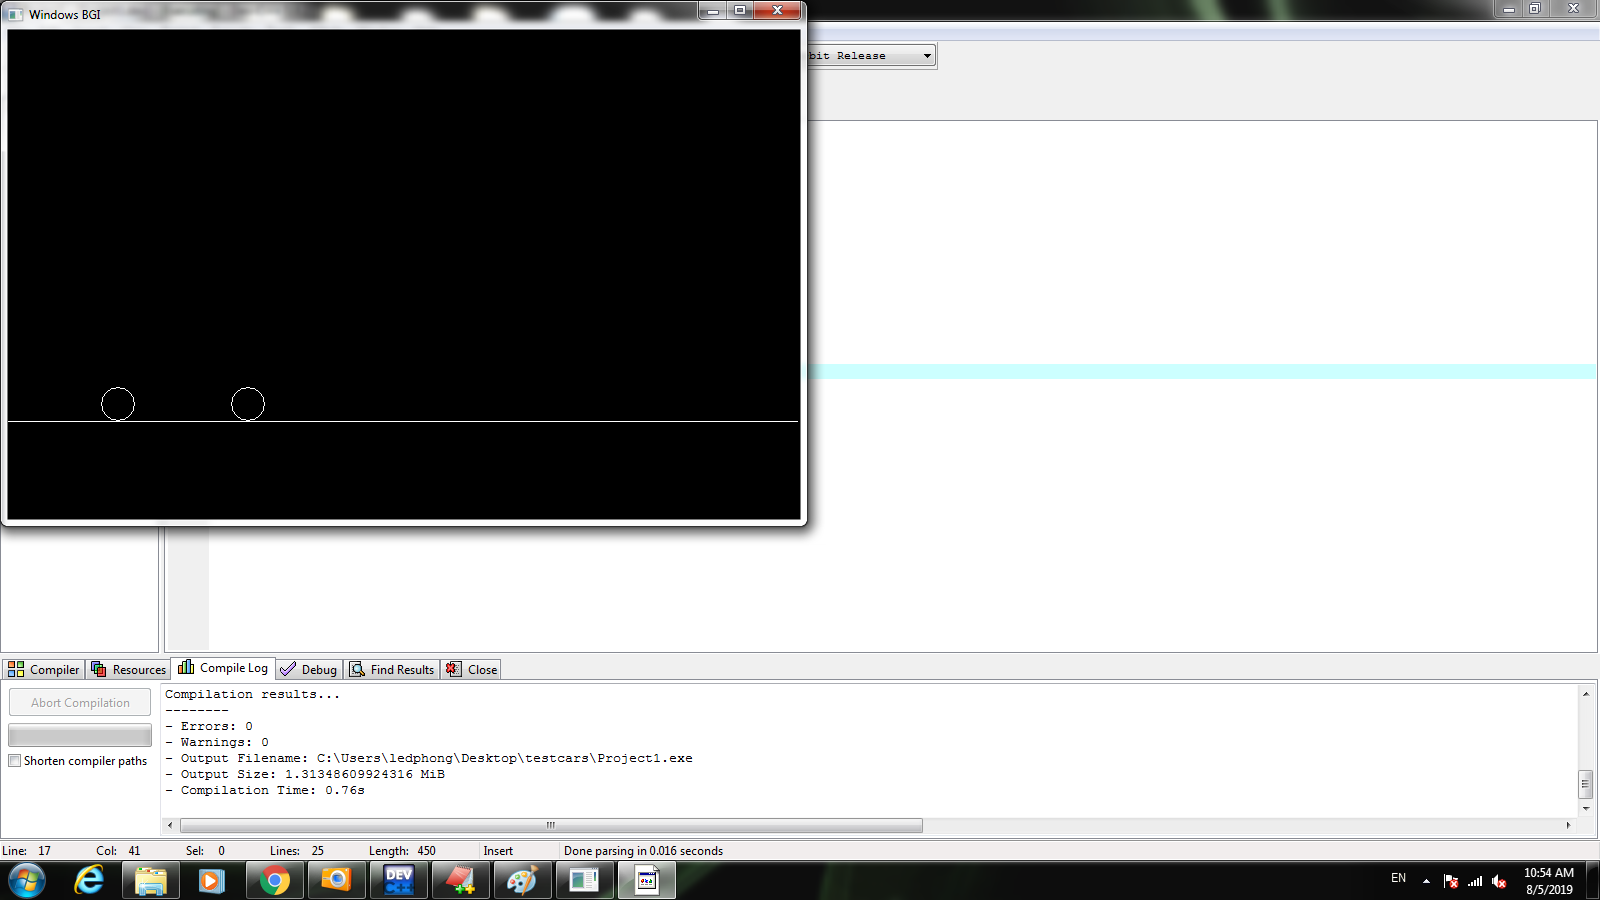 Windows BGI
bit Release
Compiler
Resources
Compile Log
Debug
Find Results
Close
Abort Compilation
Shorten compiler paths
Compilation results...
--------
- Errors: 0
- Warnings: 0
- Output Filename: C:\Users\ledphong\Desktop\testcars\Project1.exe
- Output Size: 1.31348609924316 MiB
- Compilation Time: 0.76s
Line: 17 Col: 41 Sel: 0 Lines: 25 Length: 450 Insert Done parsing in 0.016 seconds
DEV
C++
EN
10:54 AM
8/5/2019